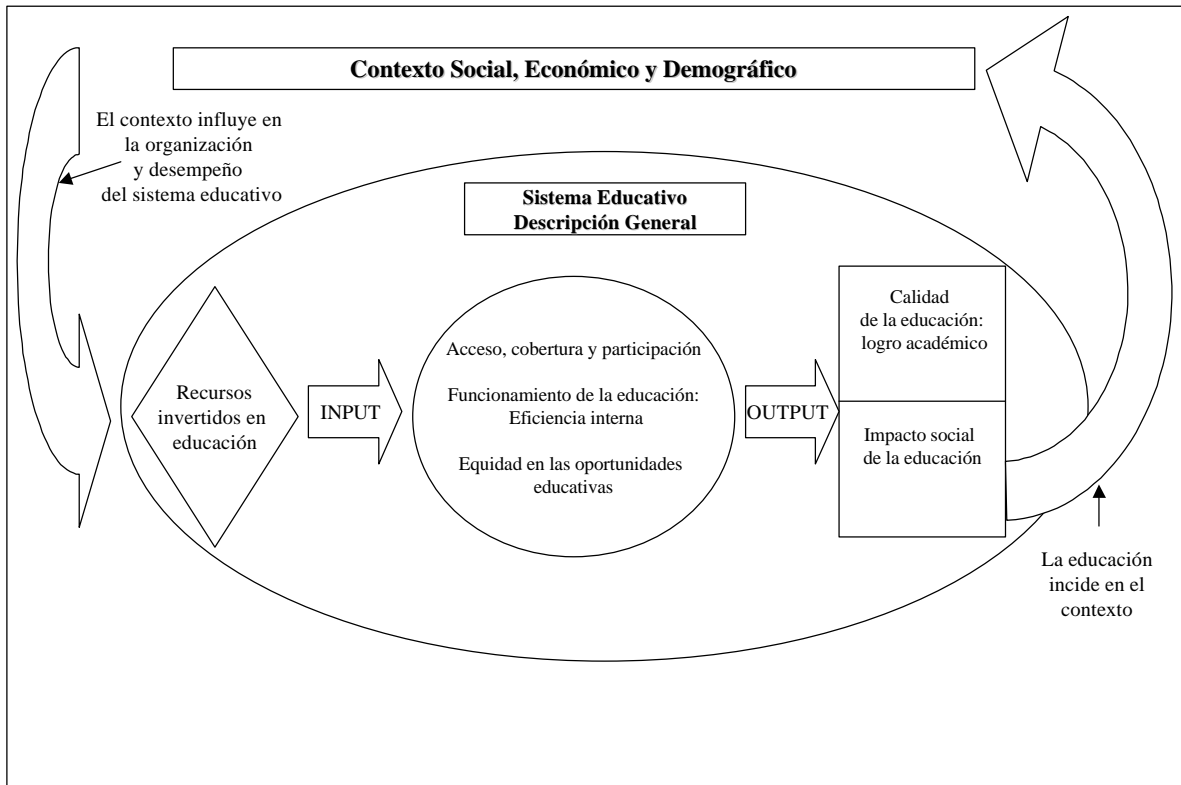 Contexto Social, Económico y Demográfico
El contexto influye en
la organización
y desempeño
del sistema educativo
Sistema Educativo
Descripción General
Recursos
invertidos en
educación
INPUT
Acceso, cobertura y participación
Funcionamiento de la educación:
Eficiencia interna
Equidad en las oportunidades
educativas
OUTPUT
Calidad
de la educación:
logro académico
Impacto social
de la educación
La educación
incide en el
contexto